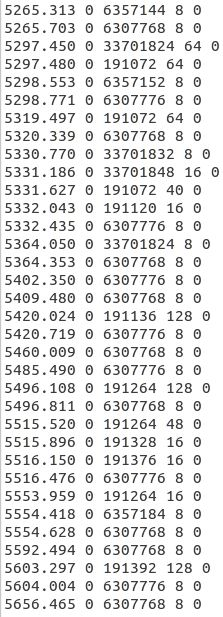 5265.313 0 6357144 8 0
5265.703 0 6307768 8 0
5297.450 0 33701824 64 0
5297.480 0 191072 64 0
5298.553 0 6357152 8 0
5298.771 0 6307776 8 0
5319.497 0 191072 64 0
5320.339 0 6307768 8 0
5330.770 0 33701832 8 0
5331.186 0 33701848 16 0
5331.627 0 191072 40 0
5332.043 0 191120 16 0
5332.435 0 6307776 8 0
5364.050 0 33701824 8 0
5364.353 0 6307768 8 0
5402.350 0 6307776 8 0
5409.480 0 6307768 8 0
5420.024 0 191136 128 0
5420.719 0 6307776 8 0
5460.009 0 6307768 8 0
5485.490 0 6307776 8 0
5496.108 0 191264 128 0
5496.811 0 6307768 8 0
5515.520 0 191264 48 0
5515.896 0 191328 16 0
5516.150 0 191376 16 0
5516.476 0 6307776 8 0
5553.959 0 191264 16 0
5554.418 0 6357184 8 0
5554.628 0 6307768 8 0
5592.494 0 6307768 8 0
5603.297 0 191392 128 0
5604.004 0 6307776 8 0
5656.465 0 6307768 8 0